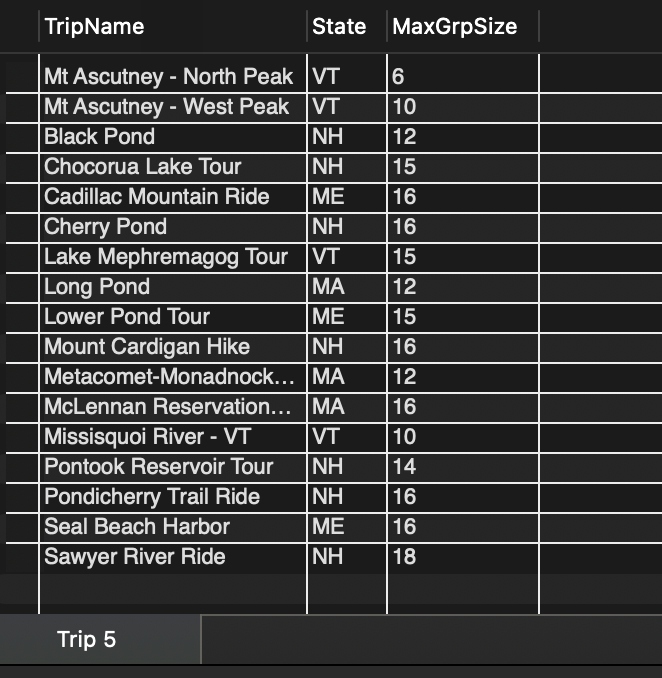 TripName State MaxGrpSize
Mt Ascutney - North Peak VT 6
Mt Ascutney - West Peak VT 10
Black Pond NH 12
Chocorua Lake Tour NH 15
Cadillac Mountain Ride ME 16
Cherry Pond NH 16
Lake Mephremagog Tour VT 15
Long Pond MA 12
Lower Pond Tour ME 15
Mount Cardigan Hike NH 16
Metacomet-Monadnock... MA 12
McLennan Reservation... MA 16
Missisquoi River - VT VT 10
Pontook Reservoir Tour NH 14
Pondicherry Trail Ride NH 16
Seal Beach Harbor ME 16
Sawyer River Ride NH 18
Trip 5